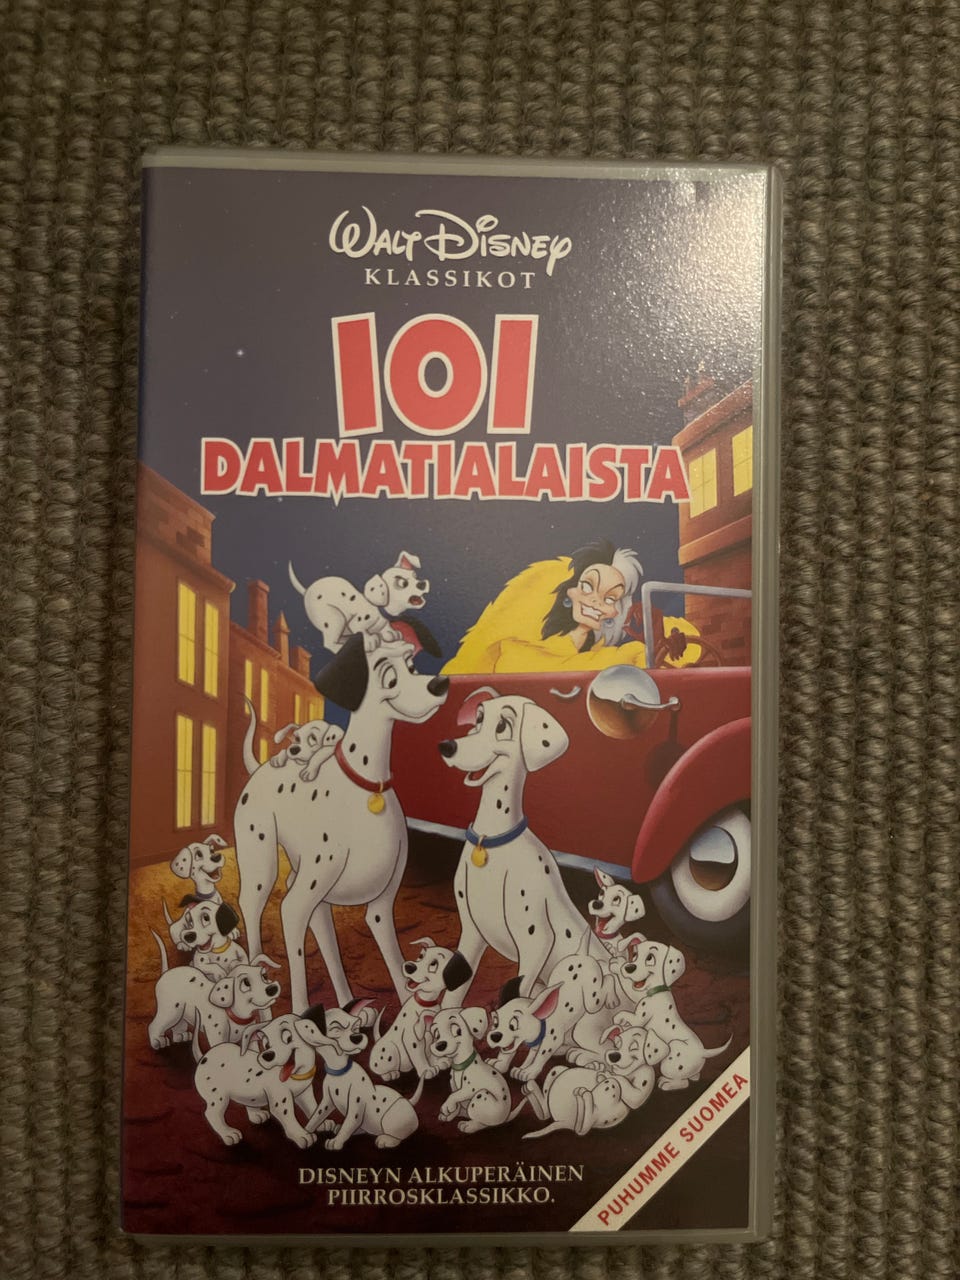 WALT DISNEY
KLASSIKOT
101
DALMATIALAISTA
DISNEYN ALKUPERÄINEN
PIIRROSKLASSIKKO.
PUHUMME SUOMEA